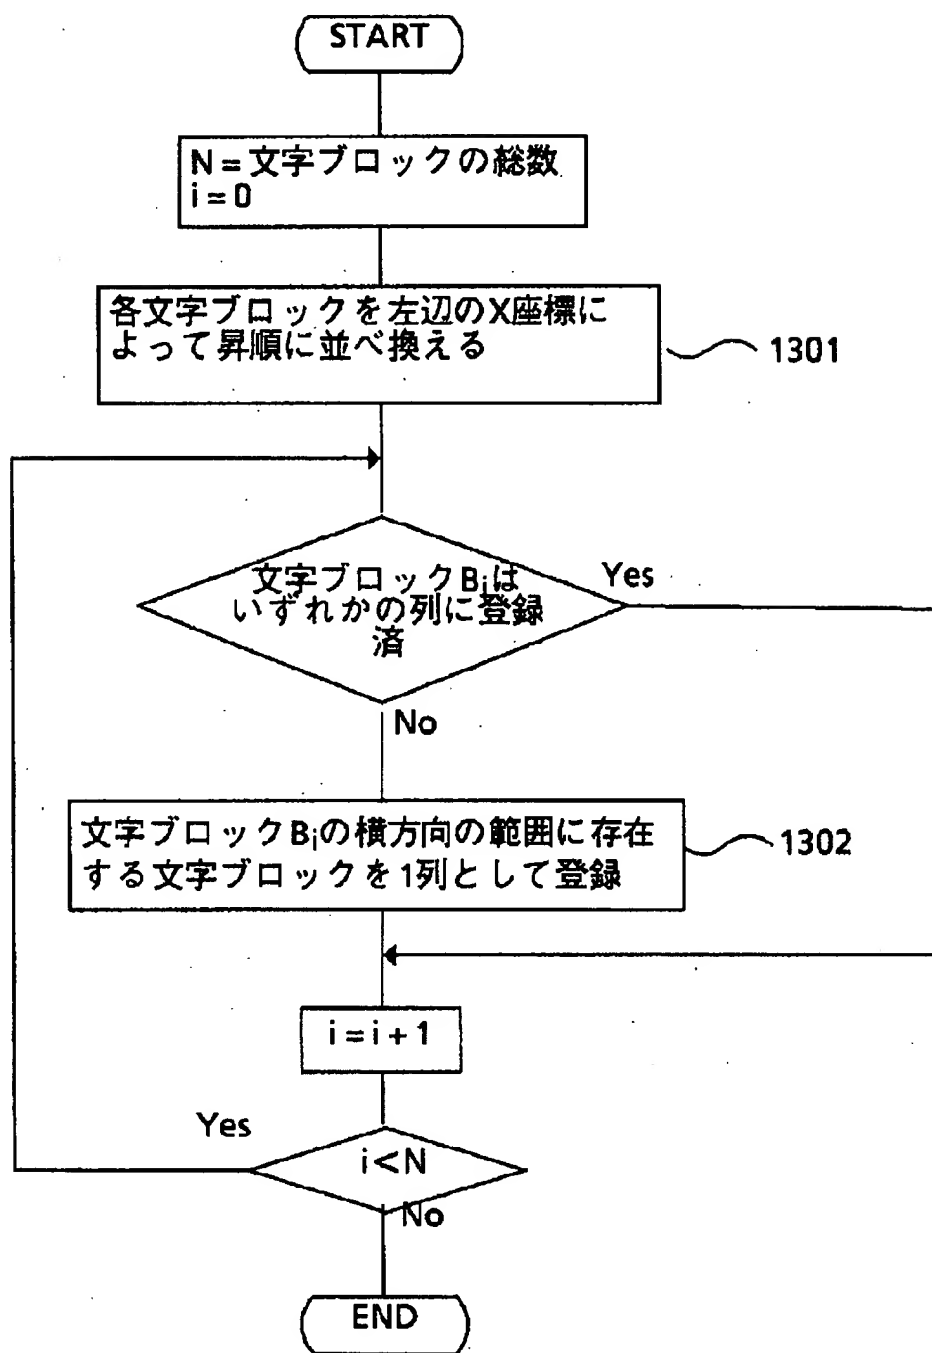 START
N=文字ブロックの総数
i=0
各文字ブロックを左辺のX座標に
よって昇順に並べ換える
1301
文字ブロックBiは
いずれかの列に登録
済
Yes
No
文字ブロックBiの横方向の範囲に存在
する文字ブロックを1列として登録
1302
i=i+1
Yes
i<N
No
END